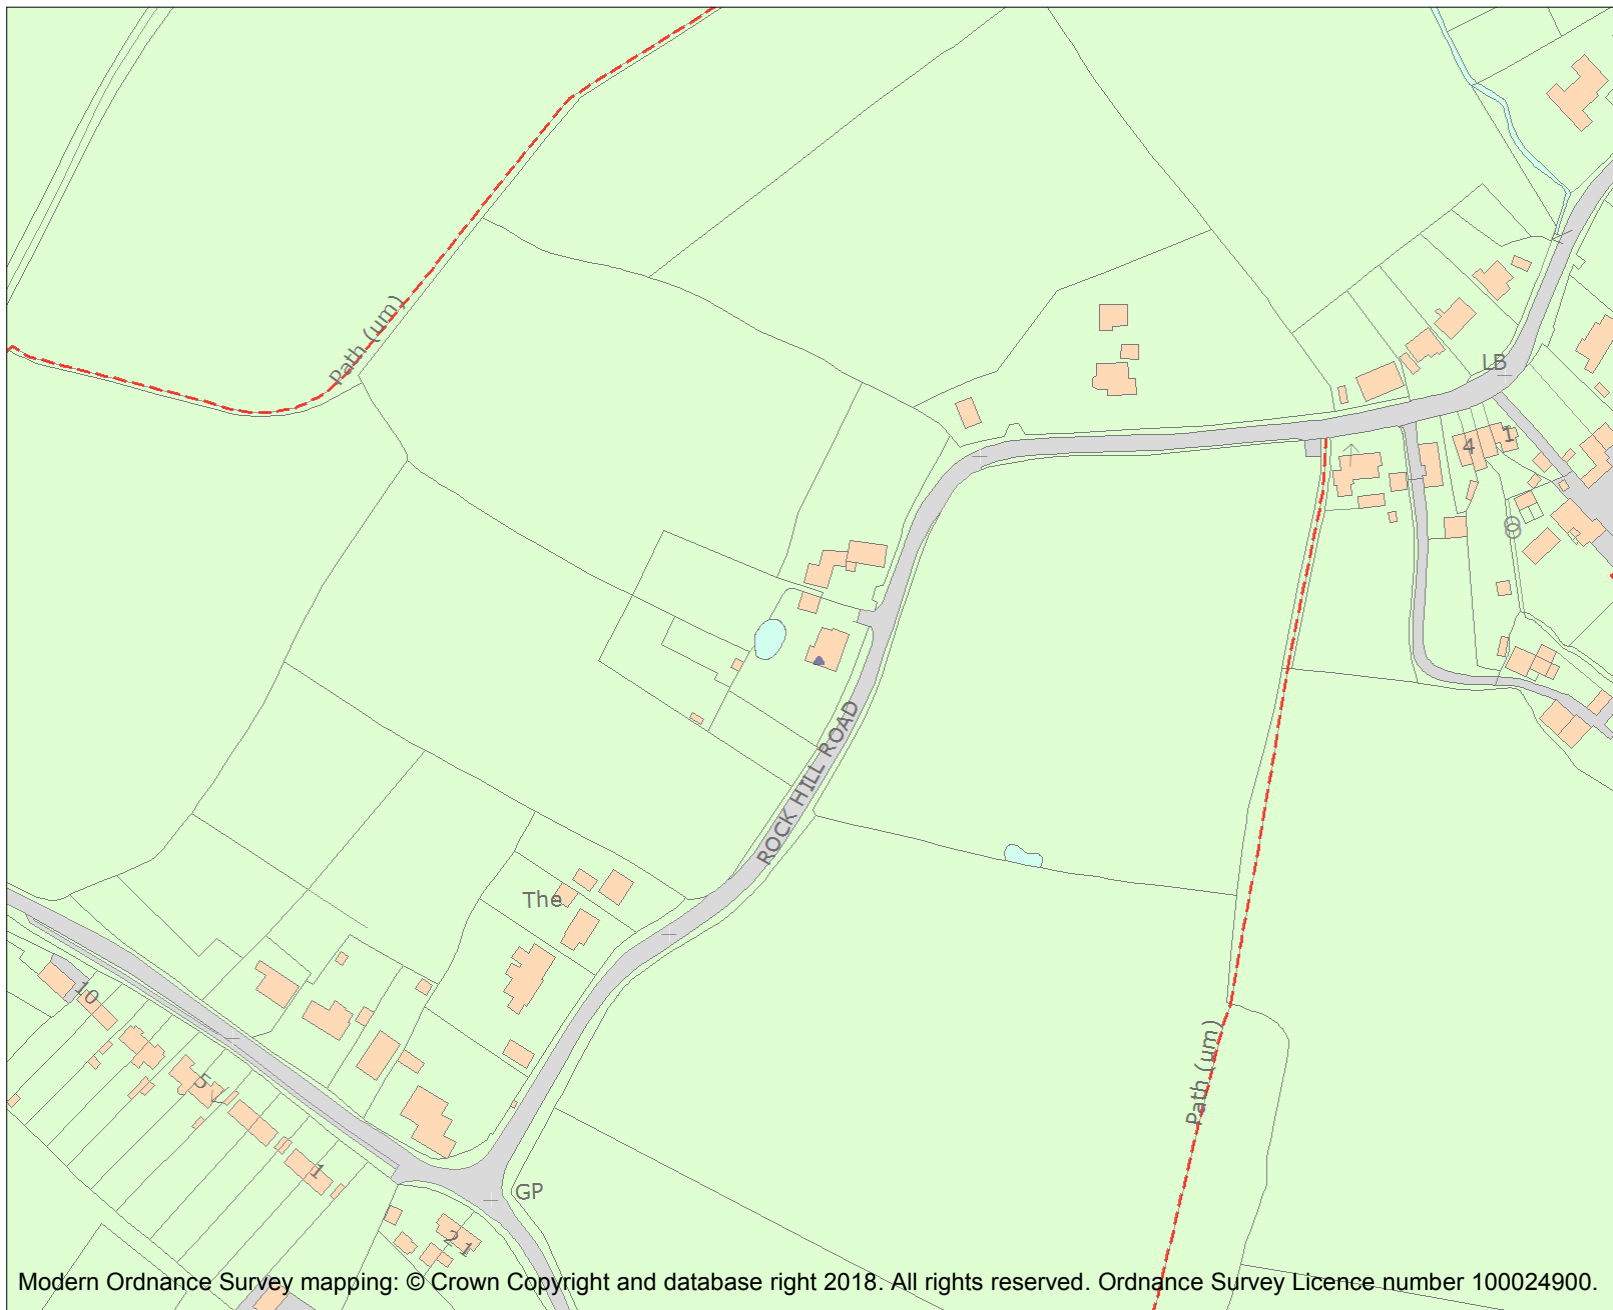 Path (um)
LB
1
4
ROCK HILL ROAD
The
10
5
Path (um)
1
GP
2 1
Modern Ordnance Survey mapping: © Crown Copyright and database right 2018. All rights reserved. Ordnance Survey Licence number 100024900.